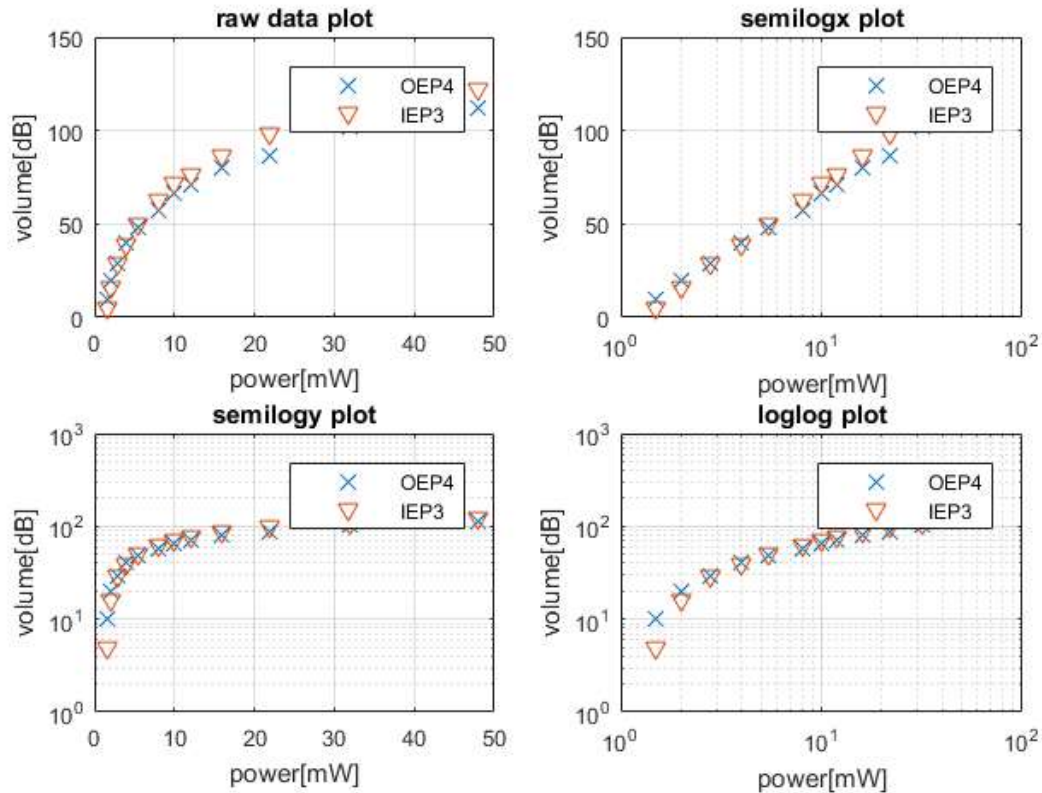 raw data plot
150
100
50
0
volume[dB]
OEP4
IEP3
0 10 20 30 40 50
power[mW]
semilogx plot
150
100
50
0
volume[dB]
OEP4
IEP3
10^0 10^1 10^2
power[mW]
semilogy plot
10^3
10^2
10^1
10^0
volume[dB]
OEP4
IEP3
0 10 20 30 40 50
power[mW]
loglog plot
10^3
10^2
10^1
10^0
volume[dB]
OEP4
IEP3
10^0 10^1 10^2
power[mW]